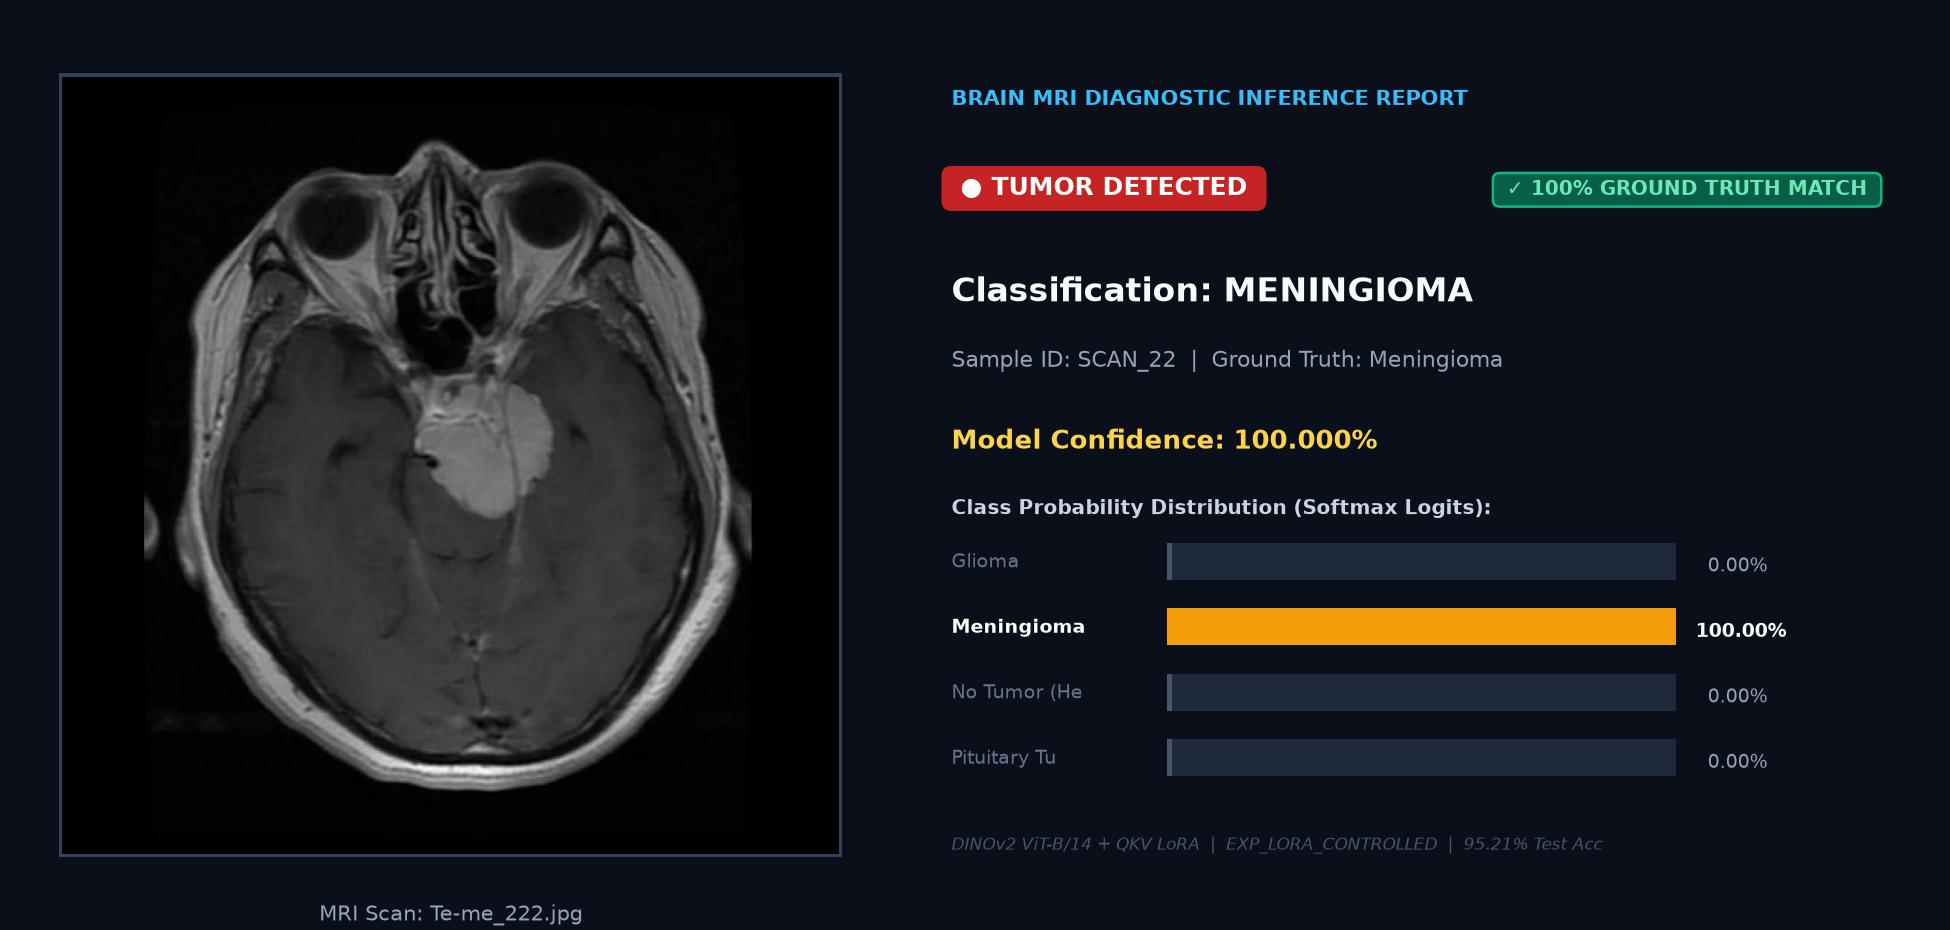 BRAIN MRI DIAGNOSTIC INFERENCE REPORT
● TUMOR DETECTED
✓ 100% GROUND TRUTH MATCH
Classification: MENINGIOMA
Sample ID: SCAN_22 | Ground Truth: Meningioma
Model Confidence: 100.000%
Class Probability Distribution (Softmax Logits):
Glioma 0.00%
Meningioma 100.00%
No Tumor (He 0.00%
Pituitary Tu 0.00%
DINOv2 ViT-B/14 + QKV LoRA | EXP_LORA_CONTROLLED | 95.21% Test Acc
MRI Scan: Te-me_222.jpg